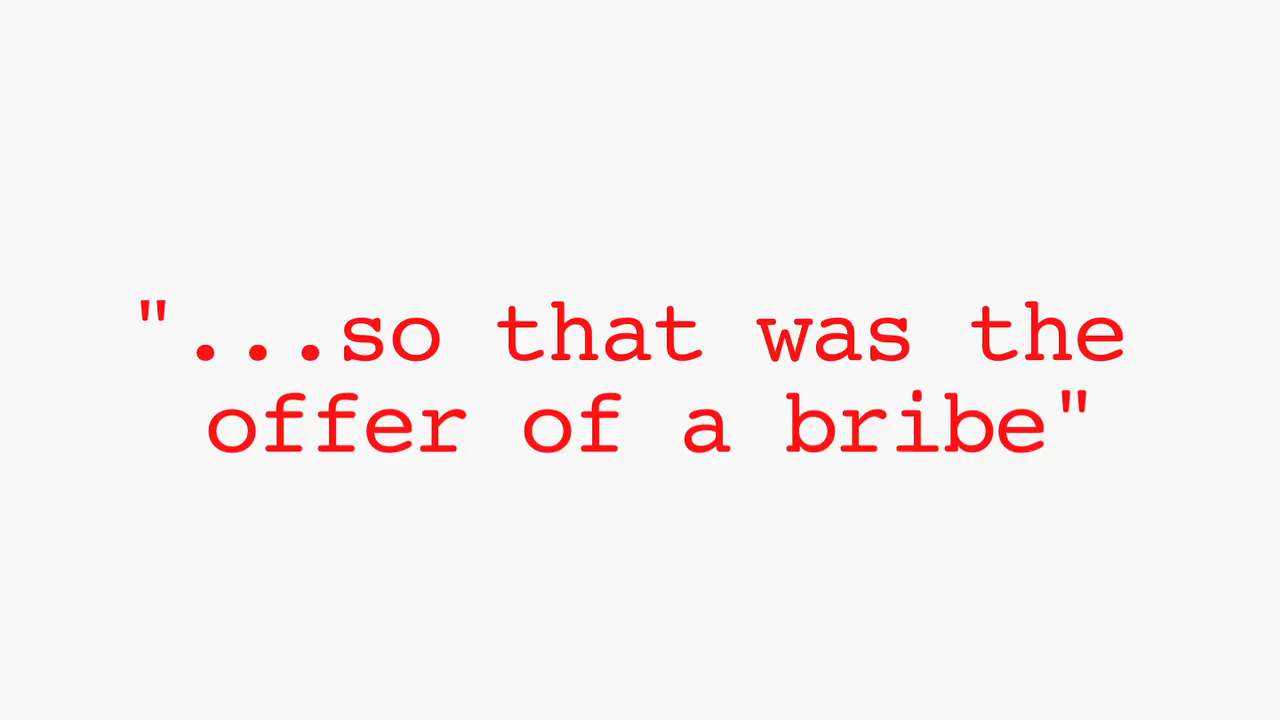 "...so that was the
offer of a bribe"